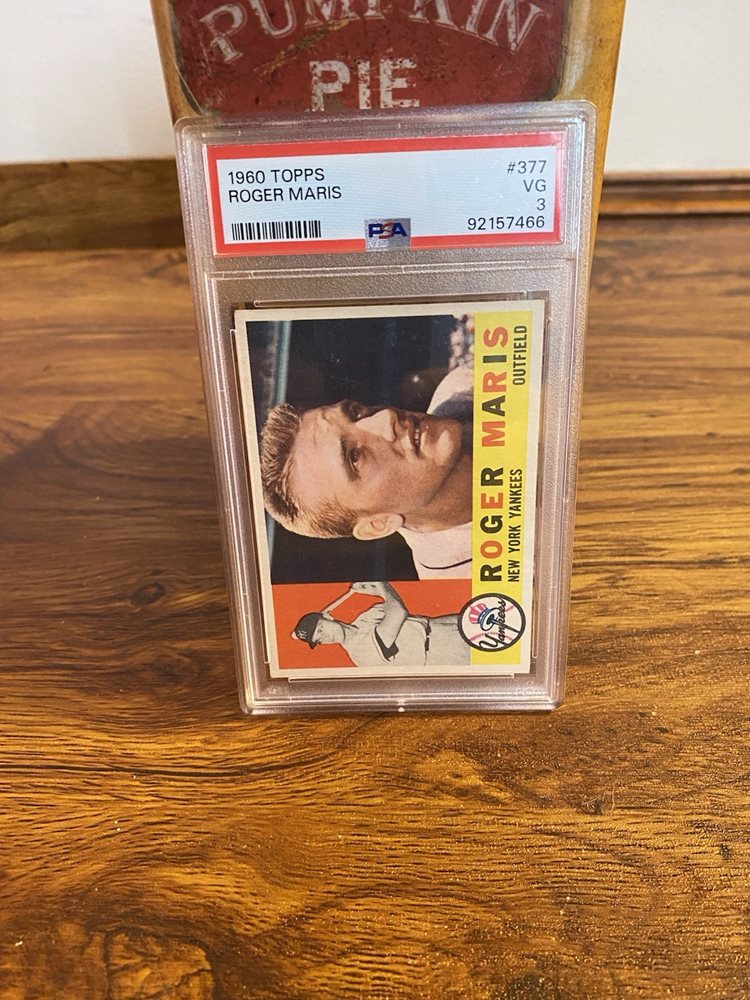 PUMPKIN
PIE
1960 TOPPS #377
ROGER MARIS VG
3
PSA 92157466
ROGER MARIS
NEW YORK YANKEES OUTFIELD
Yankees